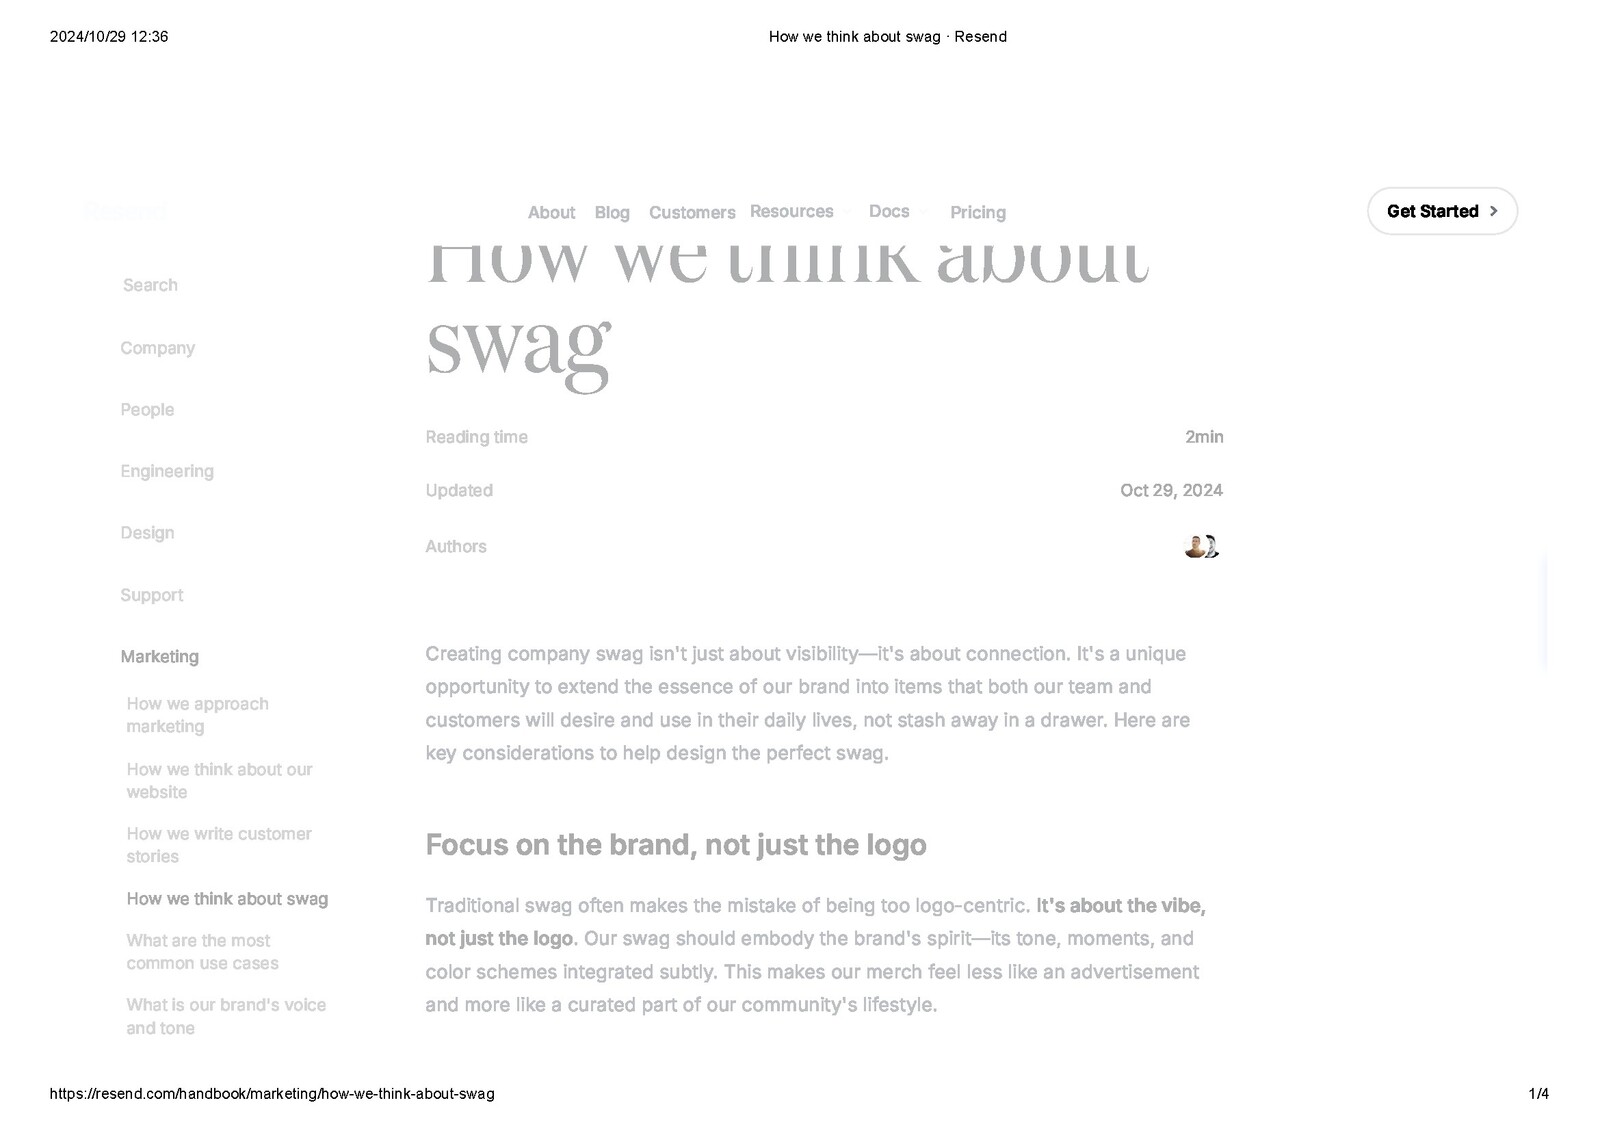 2024/10/29 12:36
How we think about swag · Resend
About Blog Customers Resources Docs Pricing
Get Started
How we think about
swag
Search
Company
People
Engineering
Design
Support
Marketing
How we approach
marketing
How we think about our
website
How we write customer
stories
How we think about swag
What are the most
common use cases
What is our brand's voice
and tone
Reading time
2min
Updated
Oct 29, 2024
Authors
Creating company swag isn't just about visibility—it's about connection. It's a unique
opportunity to extend the essence of our brand into items that both our team and
customers will desire and use in their daily lives, not stash away in a drawer. Here are
key considerations to help design the perfect swag.
Focus on the brand, not just the logo
Traditional swag often makes the mistake of being too logo-centric. It's about the vibe,
not just the logo. Our swag should embody the brand's spirit—its tone, moments, and
color schemes integrated subtly. This makes our merch feel less like an advertisement
and more like a curated part of our community's lifestyle.
https://resend.com/handbook/marketing/how-we-think-about-swag
1/4